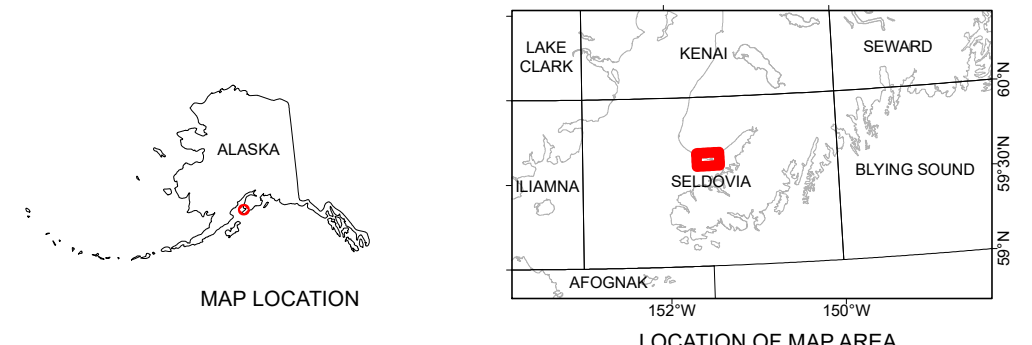 ALASKA
MAP LOCATION
LAKE
CLARK
KENAI
SEWARD
60°N
59°30'N
ILIAMNA
SELDOVIA
BLYING SOUND
59°N
AFOGNAK
152°W
150°W
LOCATION OF MAP AREA